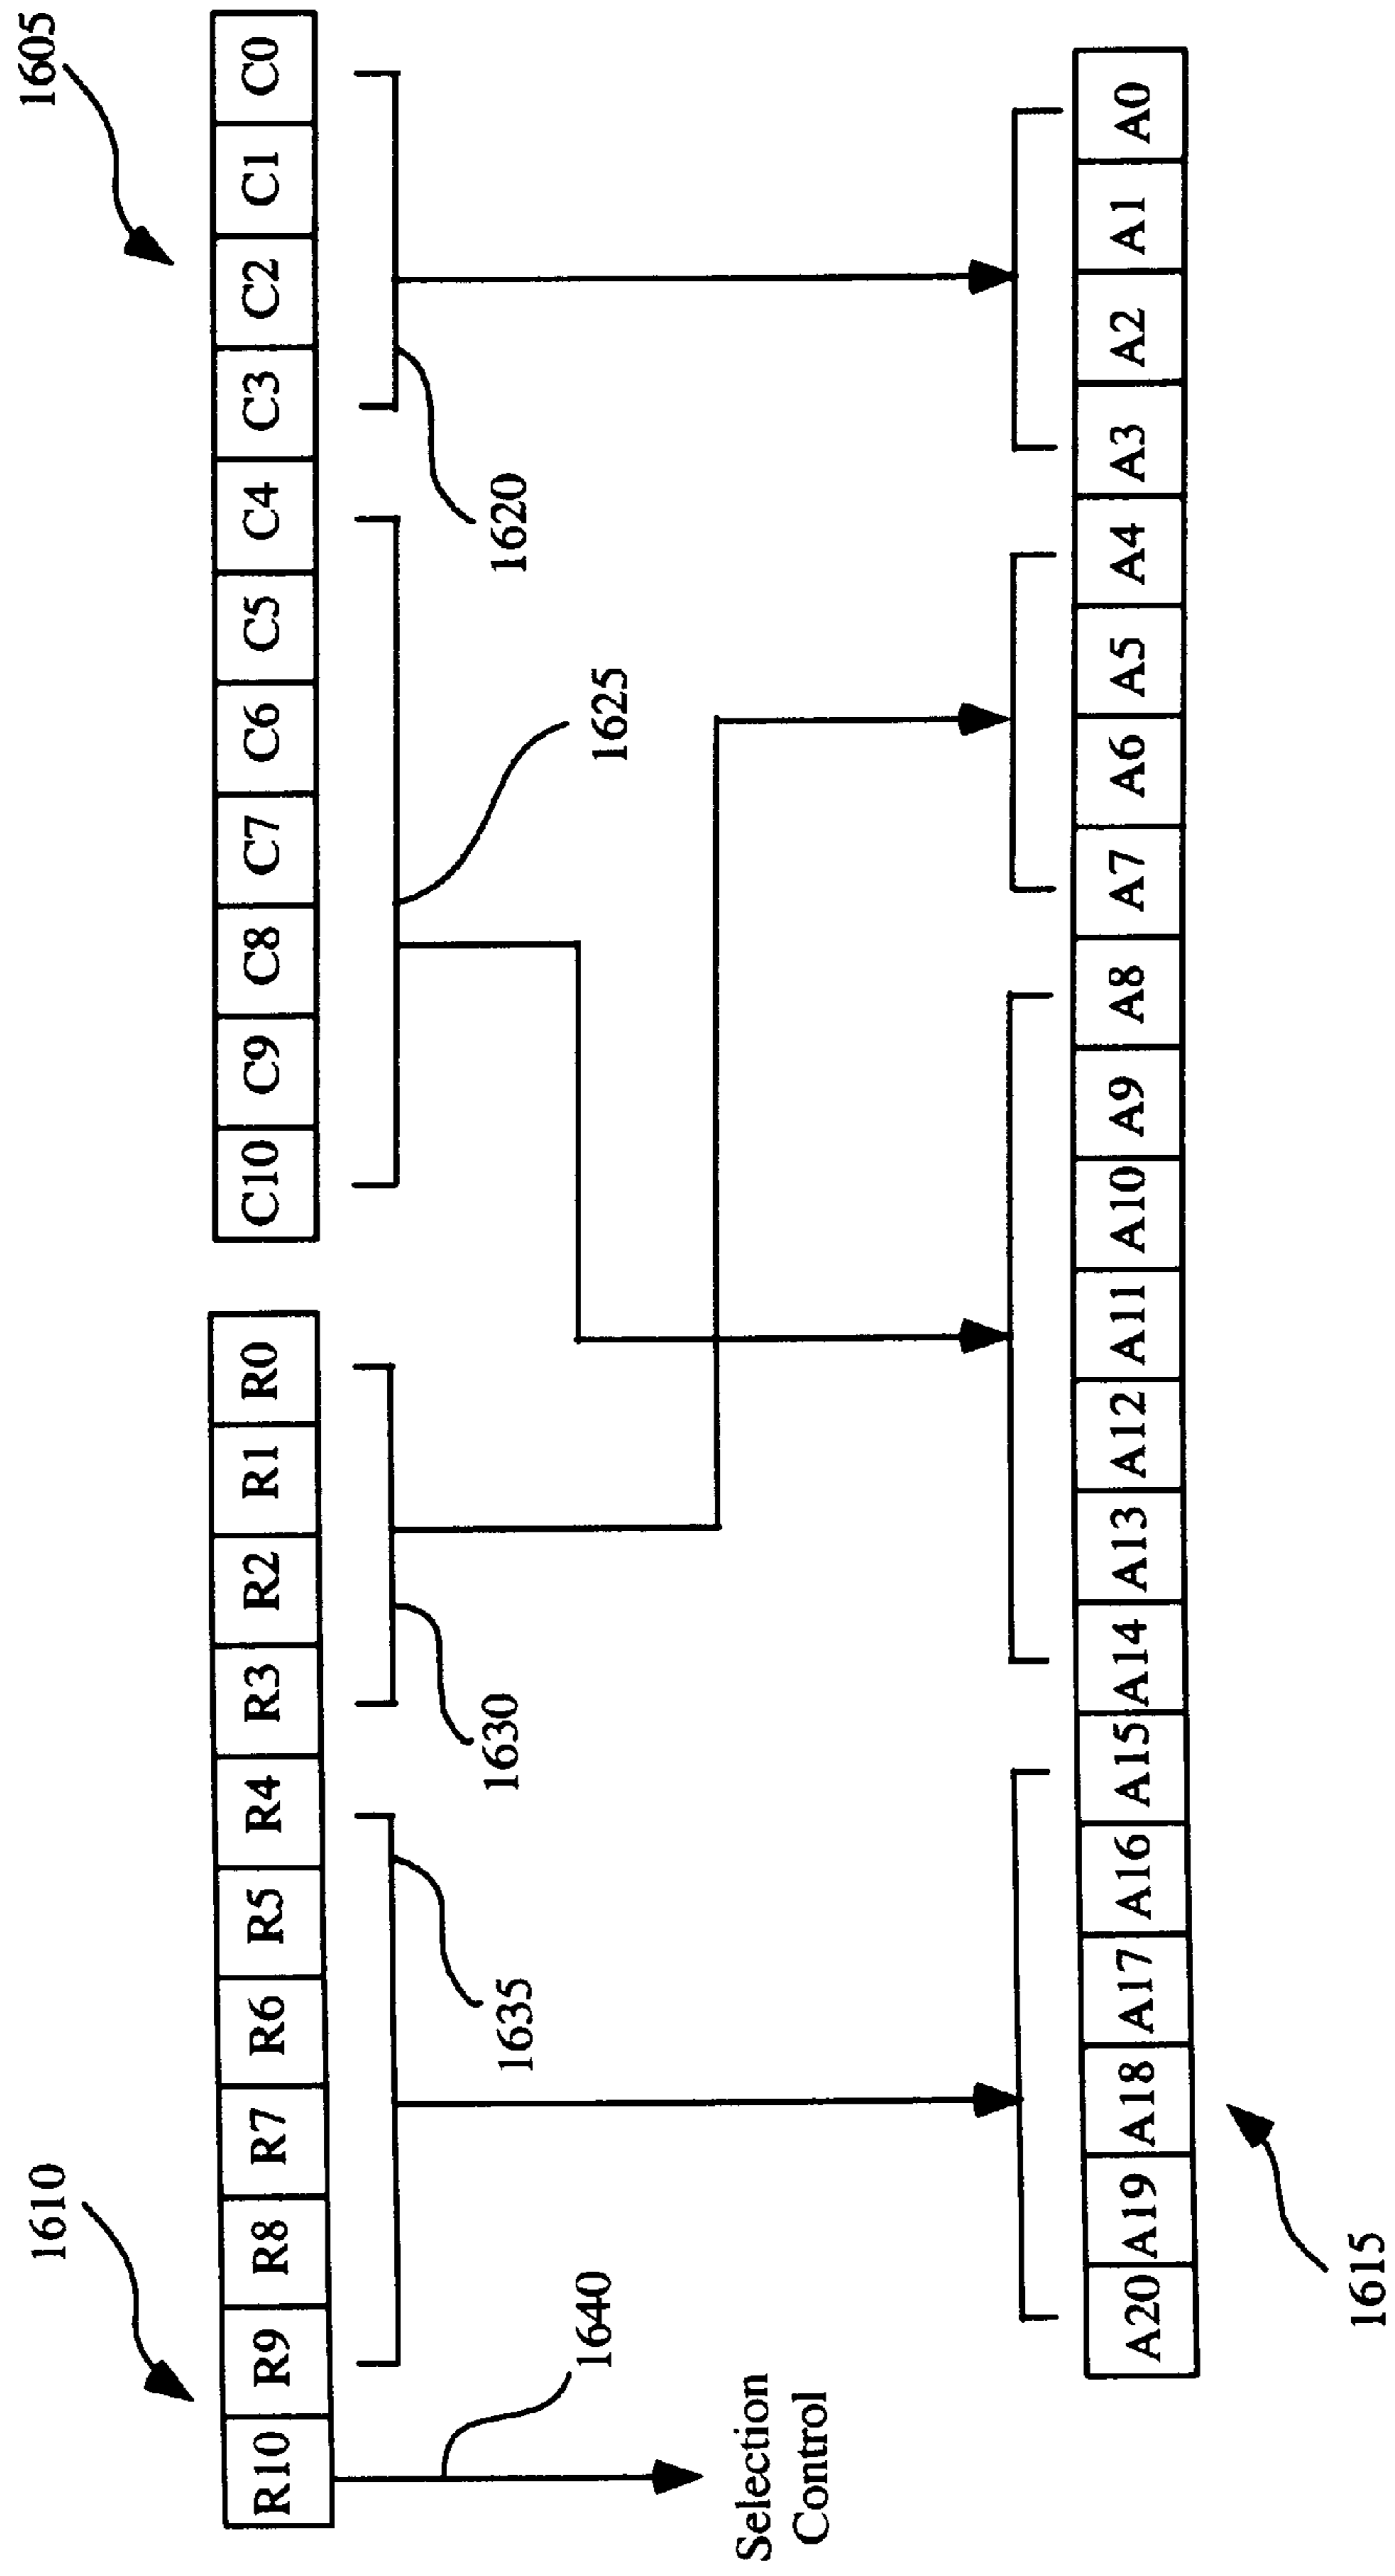 1610
1605
R10 R9 R8 R7 R6 R5 R4 R3 R2 R1 R0 C10 C9 C8 C7 C6 C5 C4 C3 C2 C1 C0
1640
1635
1630
1625
1620
Selection
Control
A20 A19 A18 A17 A16 A15 A14 A13 A12 A11 A10 A9 A8 A7 A6 A5 A4 A3 A2 A1 A0
1615